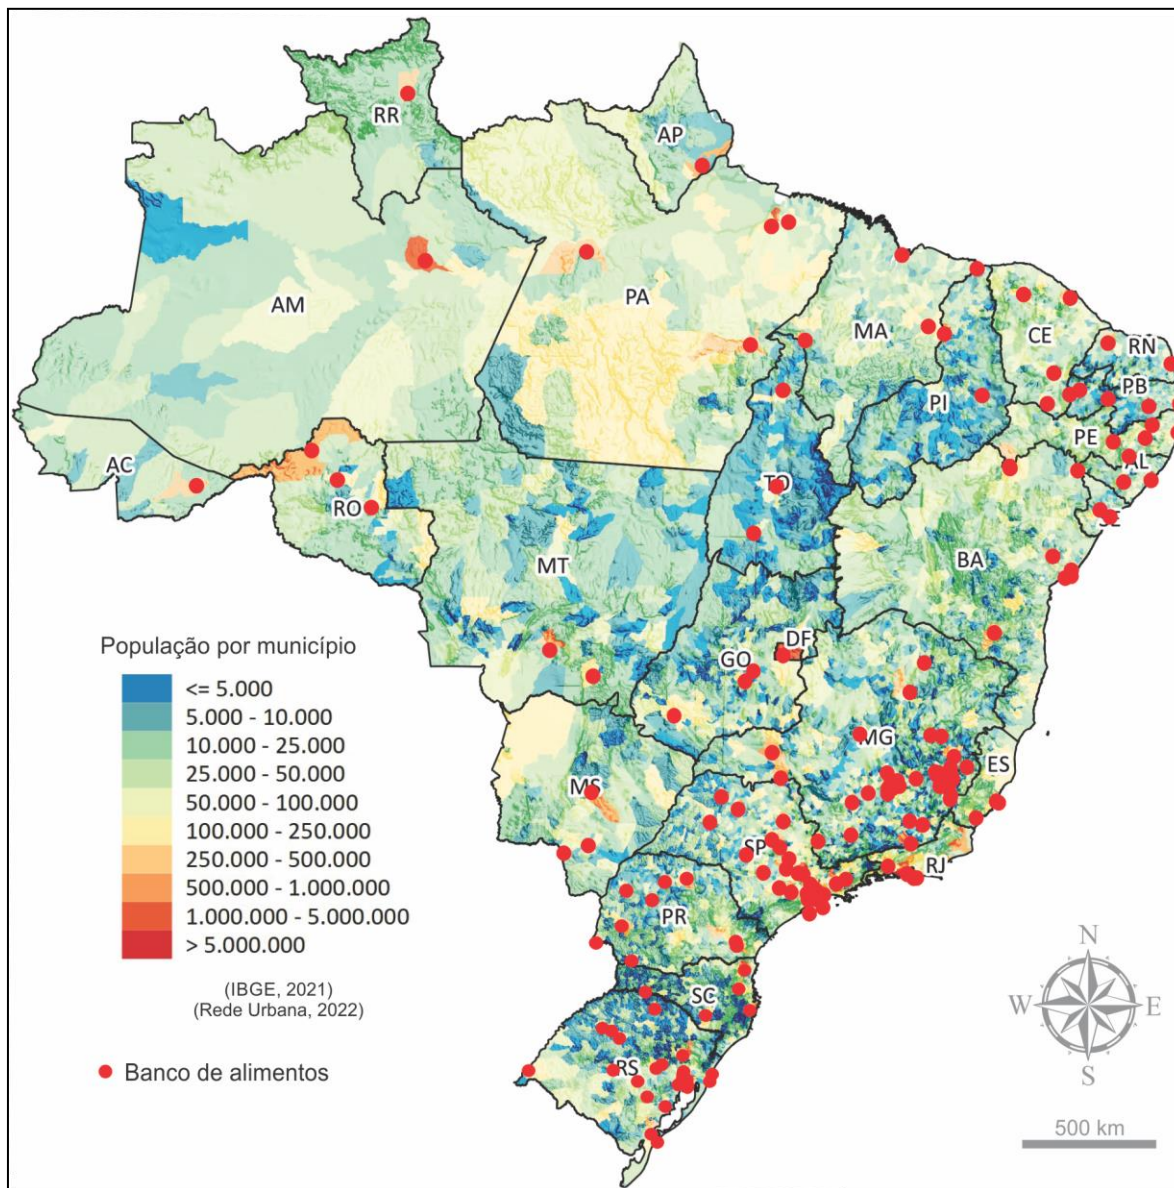 RR
AP
AM
PA
MA
CE
RN
PB
PI
PE
AL
AC
RO
TO
SE
BA
MT
DF
GO
MG
ES
MS
SP
RJ
PR
SC
RS
População por município
<= 5.000
5.000 - 10.000
10.000 - 25.000
25.000 - 50.000
50.000 - 100.000
100.000 - 250.000
250.000 - 500.000
500.000 - 1.000.000
1.000.000 - 5.000.000
> 5.000.000
(IBGE, 2021)
(Rede Urbana, 2022)
Banco de alimentos
N
W E
S
500 km